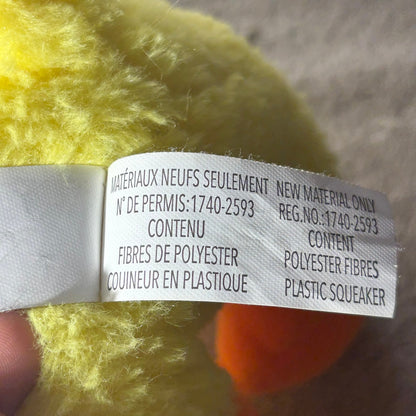 MATÉRIAUX NEUFS SEULEMENT
N° DE PERMIS:1740-2593
CONTENU
FIBRES DE POLYESTER
COUINEUR EN PLASTIQUE
NEW MATERIAL ONLY
REG.NO.:1740-2593
CONTENT
POLYESTER FIBRES
PLASTIC SQUEAKER